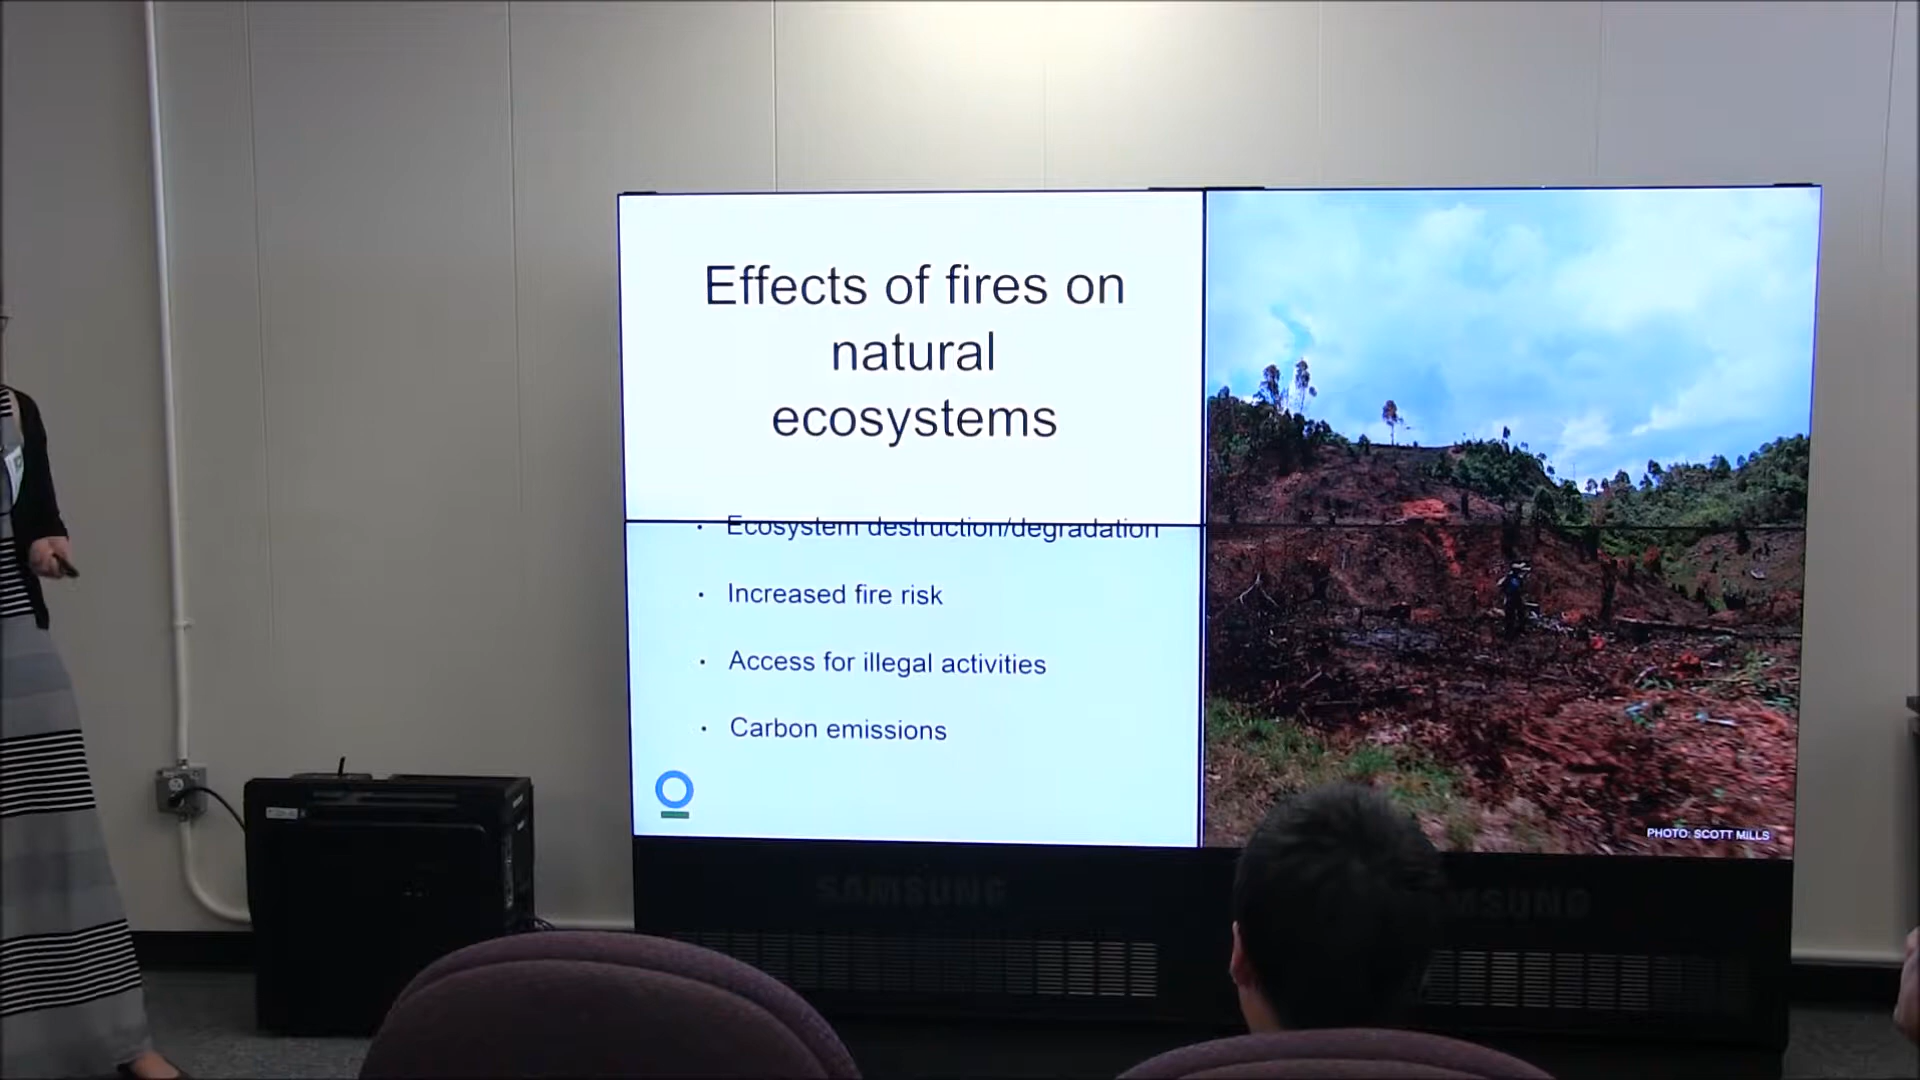 Effects of fires on
natural
ecosystems
• Ecosystem destruction/degradation
• Increased fire risk
• Access for illegal activities
• Carbon emissions
PHOTO: SCOTT MILLS
SAMSUNG
SAMSUNG